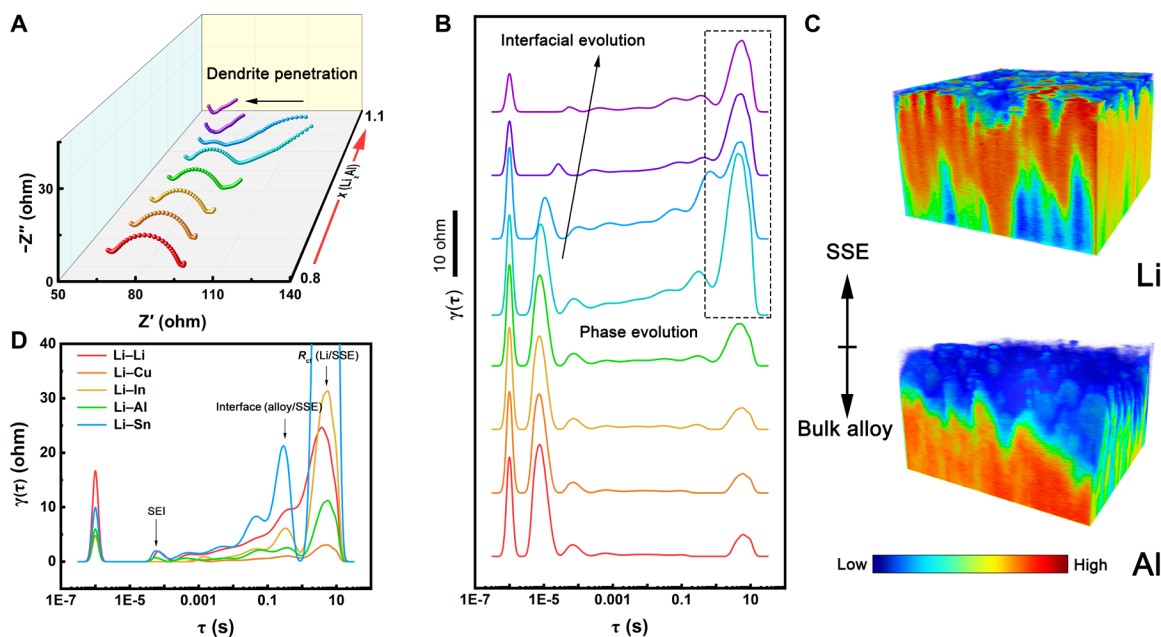 A
Dendrite penetration
−Z″ (ohm)
30
0
50
80
110
140
Z′ (ohm)
0.8
1.1
x (LixAl)
B
Interfacial evolution
Phase evolution
10 ohm
γ(τ)
1E-7
1E-5
0.001
0.1
10
τ (s)
C
Li
SSE
Bulk alloy
Al
Low
High
D
Li–Li
Li–Cu
Li–In
Li–Al
Li–Sn
Rct (Li/SSE)
Interface (alloy/SSE)
SEI
γ(τ) (ohm)
40
30
20
10
0
1E-7
1E-5
0.001
0.1
10
τ (s)